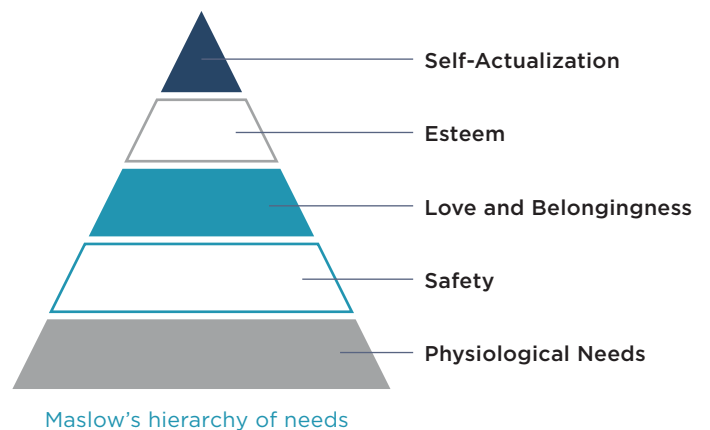 Self-Actualization
Esteem
Love and Belongingness
Safety
Physiological Needs
Maslow’s hierarchy of needs